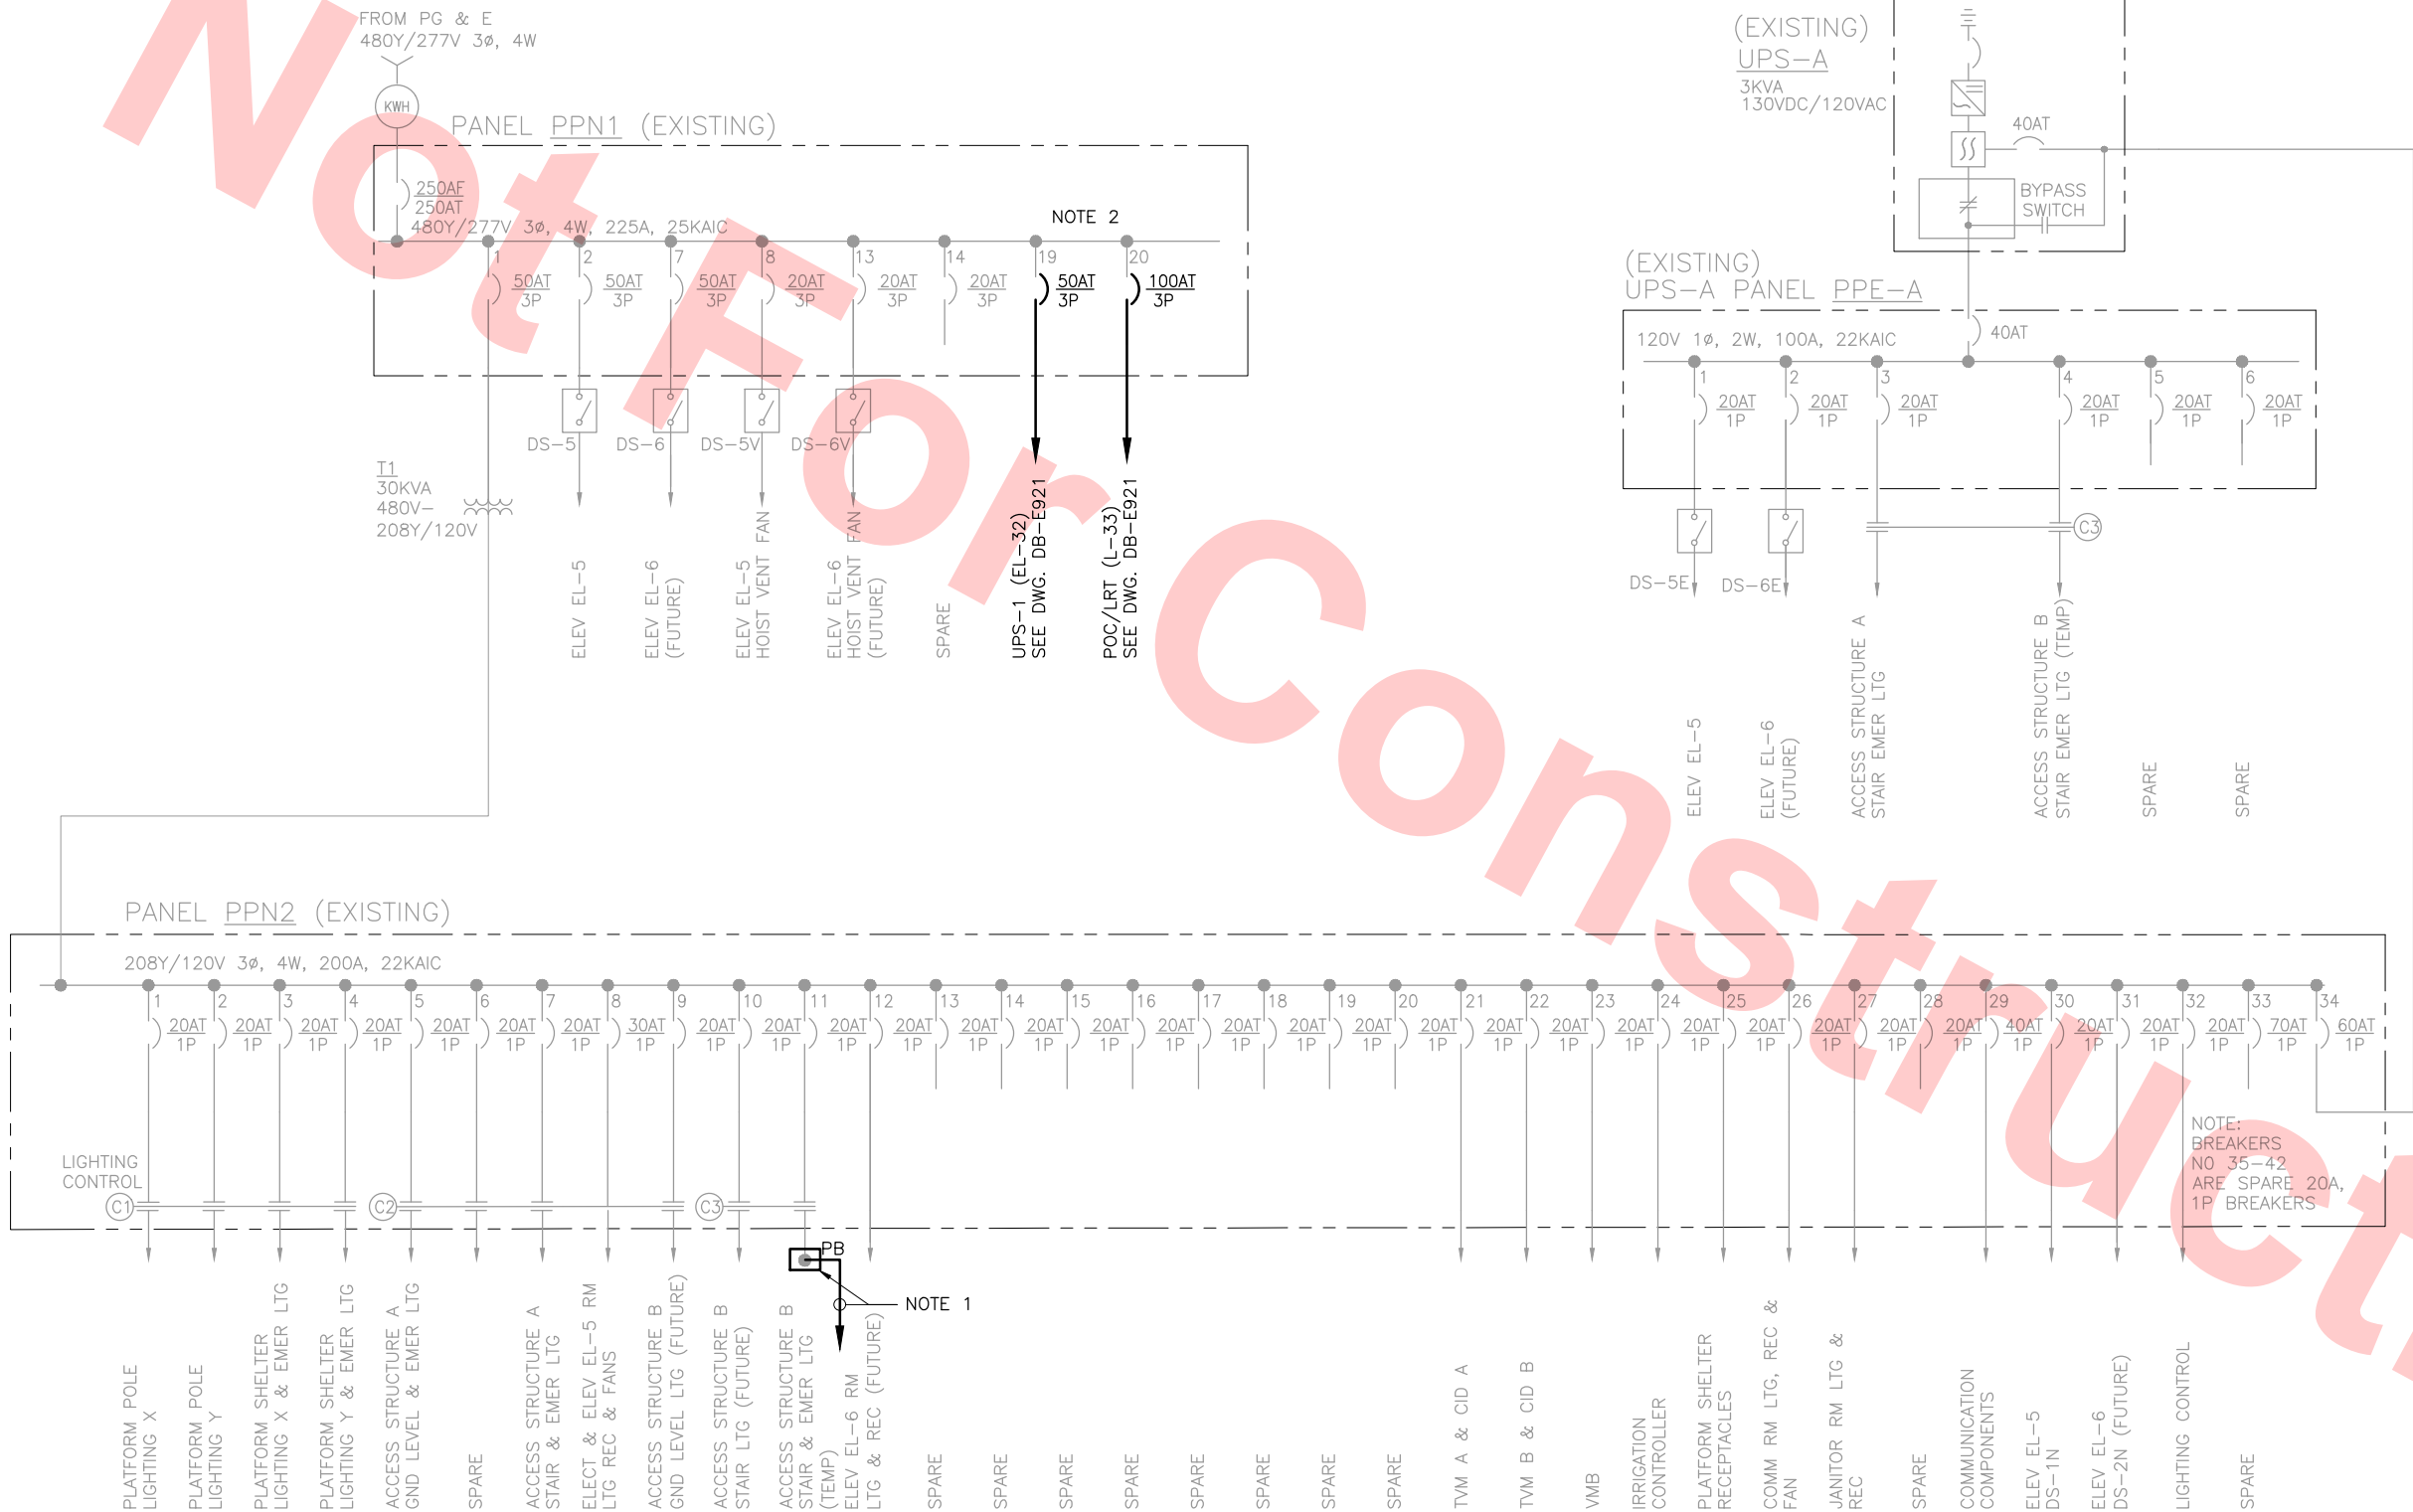 FROM PG & E
480Y/277V 3ø, 4W
KWH
PANEL PPN1 (EXISTING)
250AF
250AT
480Y/277V 3ø, 4W, 225A, 25KAIC
NOTE 2
1
50AT
3P
2
50AT
3P
7
50AT
3P
8
20AT
3P
13
20AT
3P
14
20AT
3P
19
50AT
3P
20
100AT
3P
DS-5
DS-6
DS-5V
DS-6V
T1
30KVA
480V-
208Y/120V
ELEV EL-5
ELEV EL-6
(FUTURE)
ELEV EL-5
HOIST VENT FAN
ELEV EL-6
HOIST VENT FAN
(FUTURE)
SPARE
UPS-1 (EL-32)
SEE DWG. DB-E921
POC/LRT (L-33)
SEE DWG. DB-E921
(EXISTING)
UPS-A
3KVA
130VDC/120VAC
40AT
BYPASS
SWITCH
(EXISTING)
UPS-A PANEL PPE-A
40AT
120V 1ø, 2W, 100A, 22KAIC
1
20AT
1P
2
20AT
1P
3
20AT
1P
4
20AT
1P
5
20AT
1P
6
20AT
1P
C3
DS-5E
DS-6E
ELEV EL-5
ELEV EL-6
(FUTURE)
ACCESS STRUCTURE A
STAIR EMER LTG
ACCESS STRUCTURE B
STAIR EMER LTG (TEMP)
SPARE
SPARE
PANEL PPN2 (EXISTING)
208Y/120V 3ø, 4W, 200A, 22KAIC
1
20AT
1P
2
20AT
1P
3
20AT
1P
4
20AT
1P
5
20AT
1P
6
20AT
1P
7
20AT
1P
8
30AT
1P
9
20AT
1P
10
20AT
1P
11
20AT
1P
12
20AT
1P
13
20AT
1P
14
20AT
1P
15
20AT
1P
16
20AT
1P
17
20AT
1P
18
20AT
1P
19
20AT
1P
20
20AT
1P
21
20AT
1P
22
20AT
1P
23
20AT
1P
24
20AT
1P
25
20AT
1P
26
20AT
1P
27
20AT
1P
28
20AT
1P
29
40AT
1P
30
20AT
1P
31
20AT
1P
32
20AT
1P
33
70AT
1P
34
60AT
1P
LIGHTING
CONTROL
C1
C2
C3
NOTE:
BREAKERS
NO 35-42
ARE SPARE 20A,
1P BREAKERS
PB
NOTE 1
PLATFORM POLE
LIGHTING X
PLATFORM POLE
LIGHTING Y
PLATFORM SHELTER
LIGHTING X & EMER LTG
PLATFORM SHELTER
LIGHTING Y & EMER LTG
ACCESS STRUCTURE A
GND LEVEL & EMER LTG
SPARE
ACCESS STRUCTURE A
STAIR & EMER LTG
ELECT & ELEV EL-5 RM
LTG REC & FANS
ACCESS STRUCTURE B
GND LEVEL LTG (FUTURE)
ACCESS STRUCTURE B
STAIR LTG (FUTURE)
ACCESS STRUCTURE B
STAIR & EMER LTG
(TEMP)
ELEV EL-6 RM
LTG & REC (FUTURE)
SPARE
SPARE
SPARE
SPARE
SPARE
SPARE
SPARE
SPARE
TVM A & CID A
TVM B & CID B
VMB
IRRIGATION
CONTROLLER
PLATFORM SHELTER
RECEPTACLES
COMM RM LTG, REC &
FAN
JANITOR RM LTG &
REC
SPARE
COMMUNICATION
COMPONENTS
ELEV EL-5
DS-1N
ELEV EL-6
DS-2N (FUTURE)
LIGHTING CONTROL
SPARE
Not For Construct